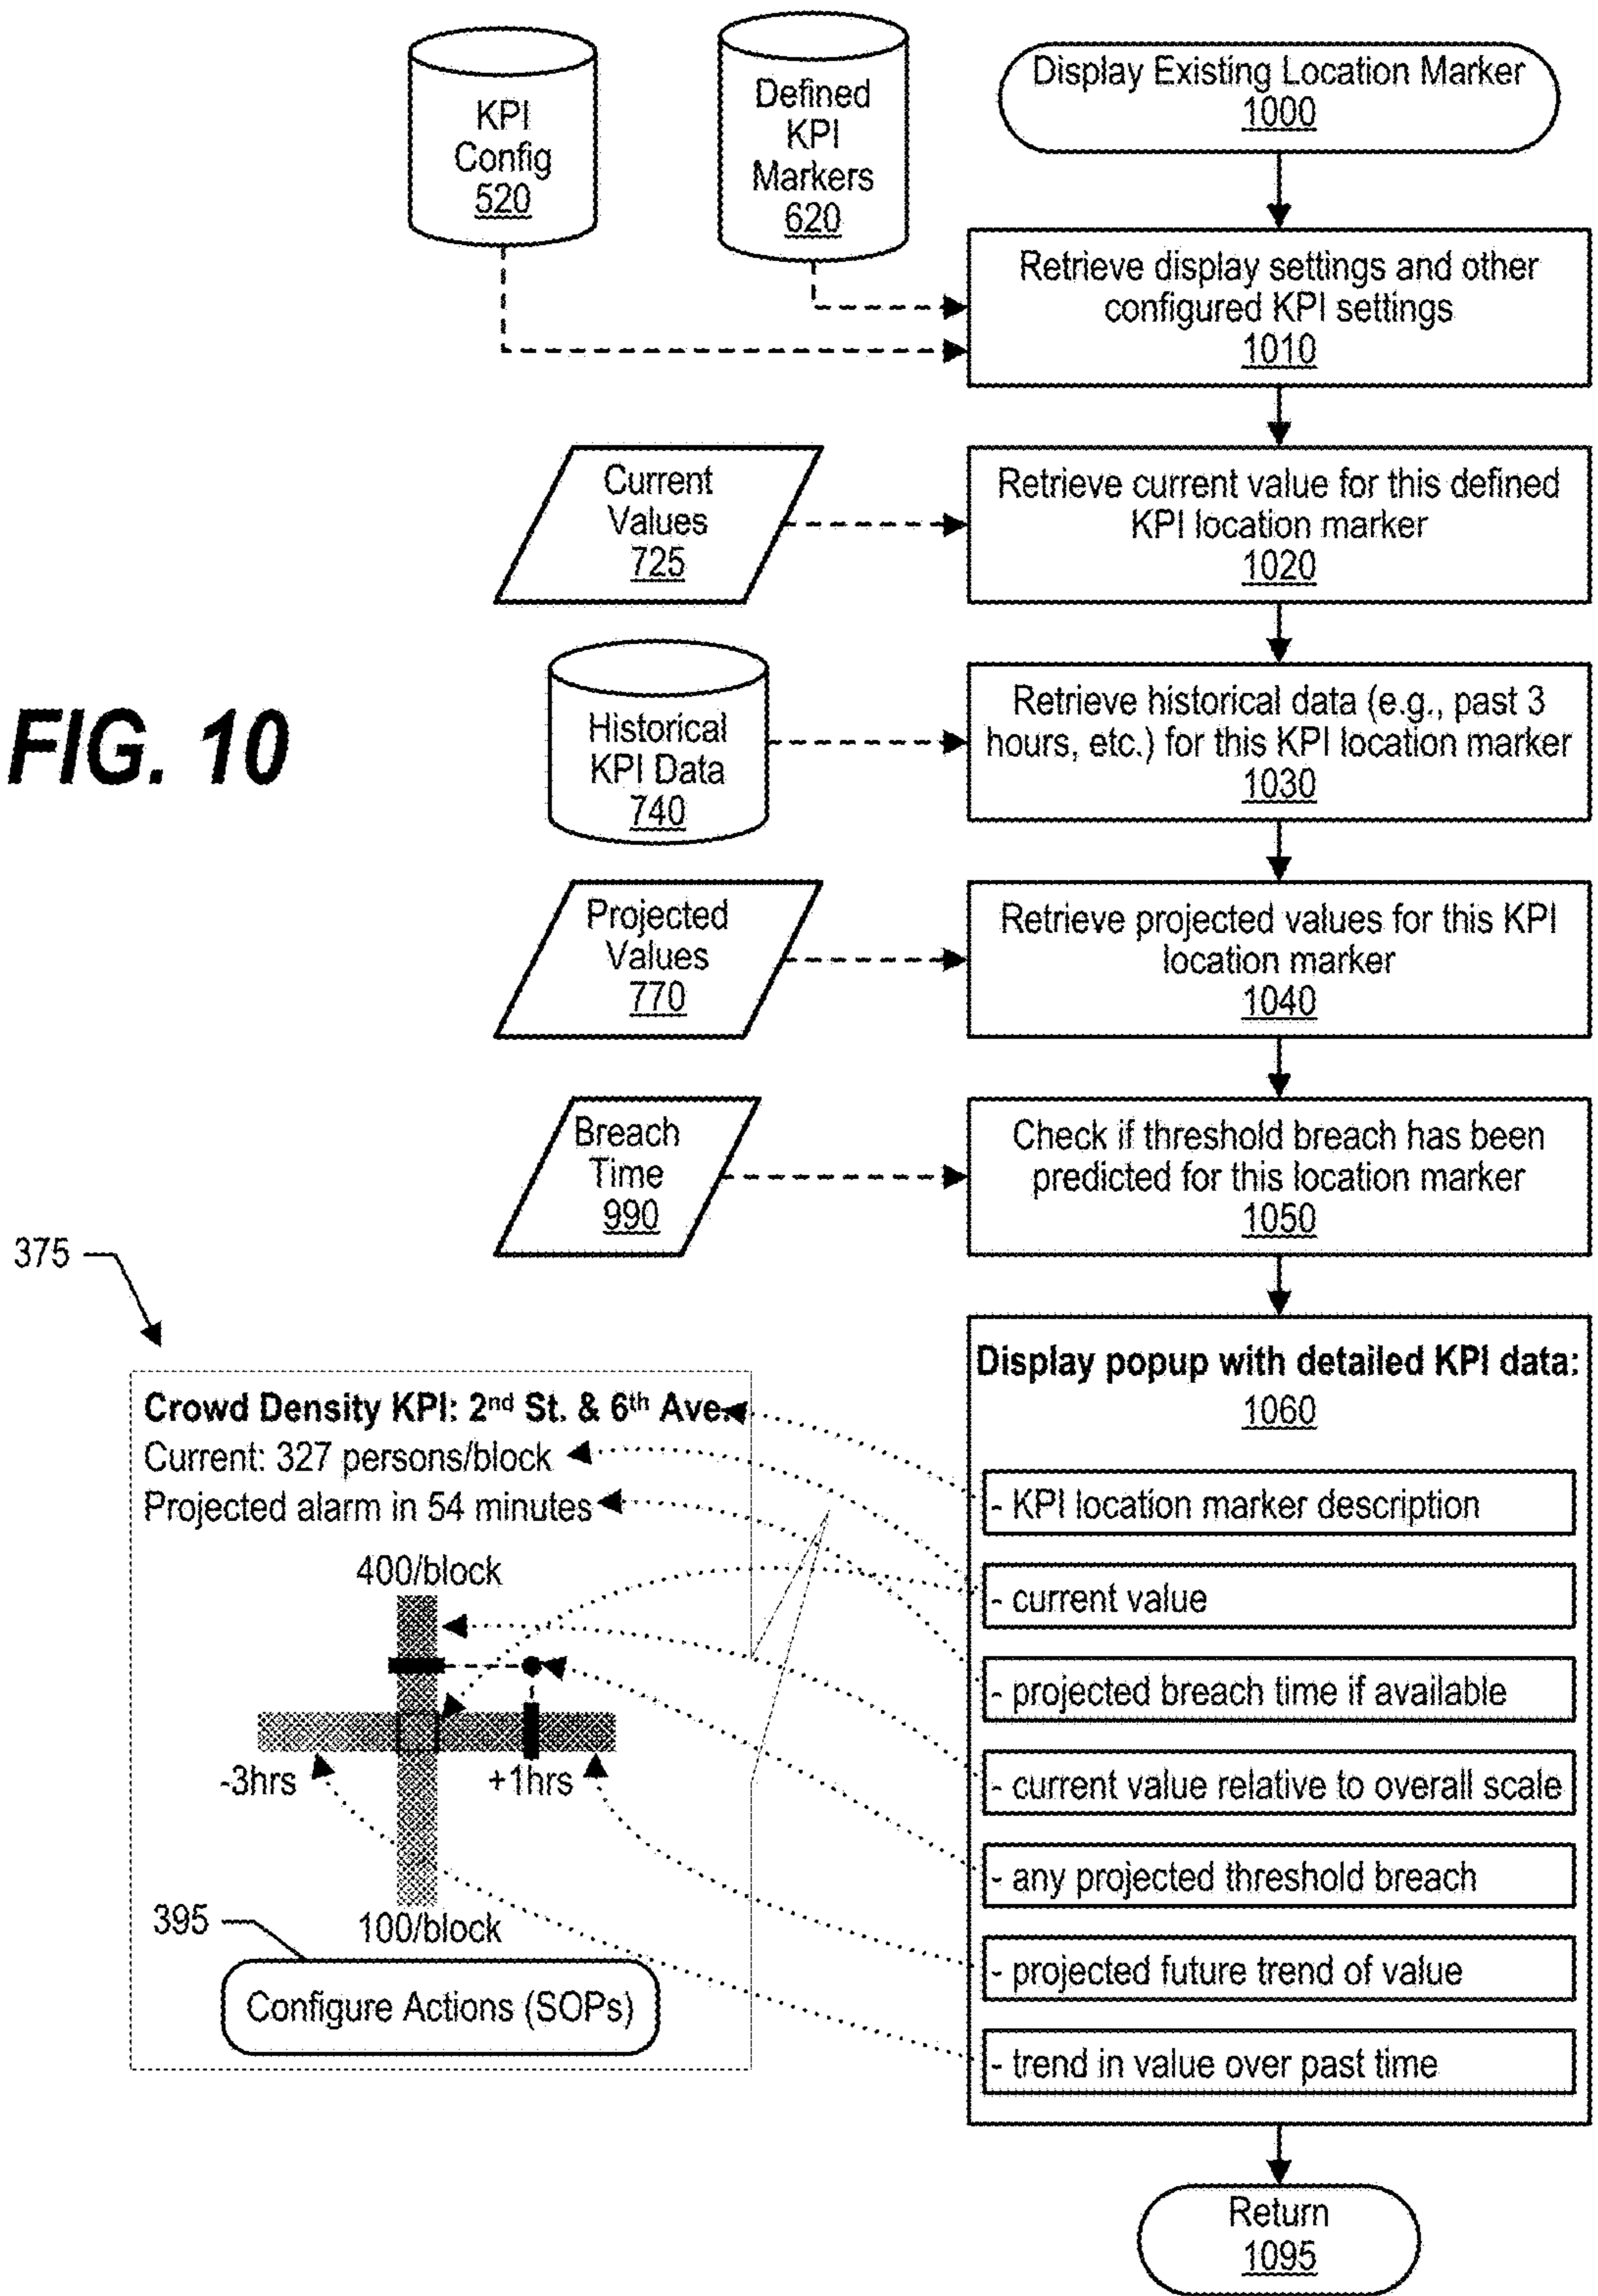 KPI
Config
520
Defined
KPI
Markers
620
Display Existing Location Marker
1000
Retrieve display settings and other
configured KPI settings
1010
Current
Values
725
Retrieve current value for this defined
KPI location marker
1020
FIG. 10
Historical
KPI Data
740
Retrieve historical data (e.g., past 3
hours, etc.) for this KPI location marker
1030
Projected
Values
770
Retrieve projected values for this KPI
location marker
1040
Breach
Time
990
Check if threshold breach has been
predicted for this location marker
1050
375
Crowd Density KPI: 2nd St. & 6th Ave.
Current: 327 persons/block
Projected alarm in 54 minutes
400/block
-3hrs
+1hrs
100/block
395
Configure Actions (SOPs)
Display popup with detailed KPI data:
1060
- KPI location marker description
- current value
- projected breach time if available
- current value relative to overall scale
- any projected threshold breach
- projected future trend of value
- trend in value over past time
Return
1095